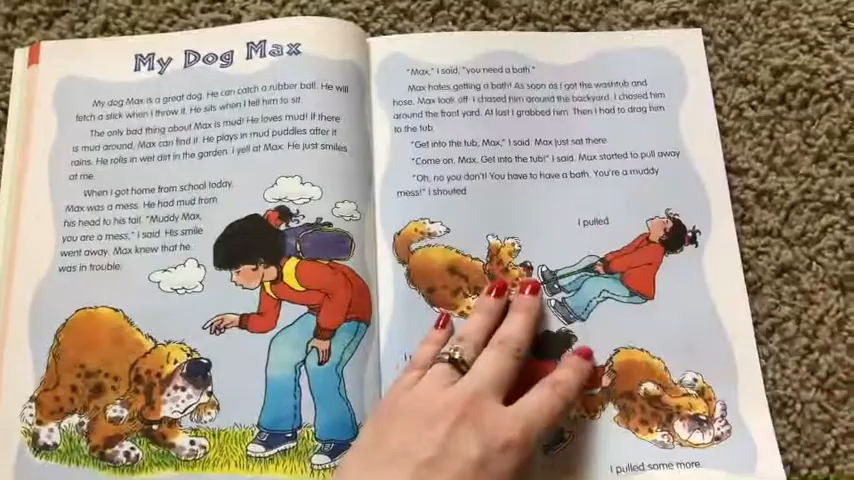 My Dog Max
My dog Max is a great dog. He can catch a rubber ball. He will
fetch a stick when I throw it. He sits when I tell him to sit.
The only bad thing about Max is mud! He loves mud! If there
is mud around, Max can find it. He plays in mud puddles after it
rains. He rolls in wet dirt in the garden. I yell at Max. He just smiles
at me.
When I got home from school today,
Max was a mess. He had mud from
his head to his tail. "Muddy Max,
you are a mess," I said. His smile
went away. Max knew that he
was in trouble.
"Max," I said, "you need a bath."
Max hates getting a bath! As soon as I got the washtub and
hose, Max took off. I chased him around the backyard. I chased him
around the front yard. At last I grabbed him. Then I had to drag him
to the tub.
"Get into the tub, Max," I said. Max just sat there.
"Come on, Max. Get into the tub!" I said. Max started to pull away.
"Oh, no you don't! You have to have a bath. You're a muddy
mess!" I shouted.
I pulled.
I pulled some more.